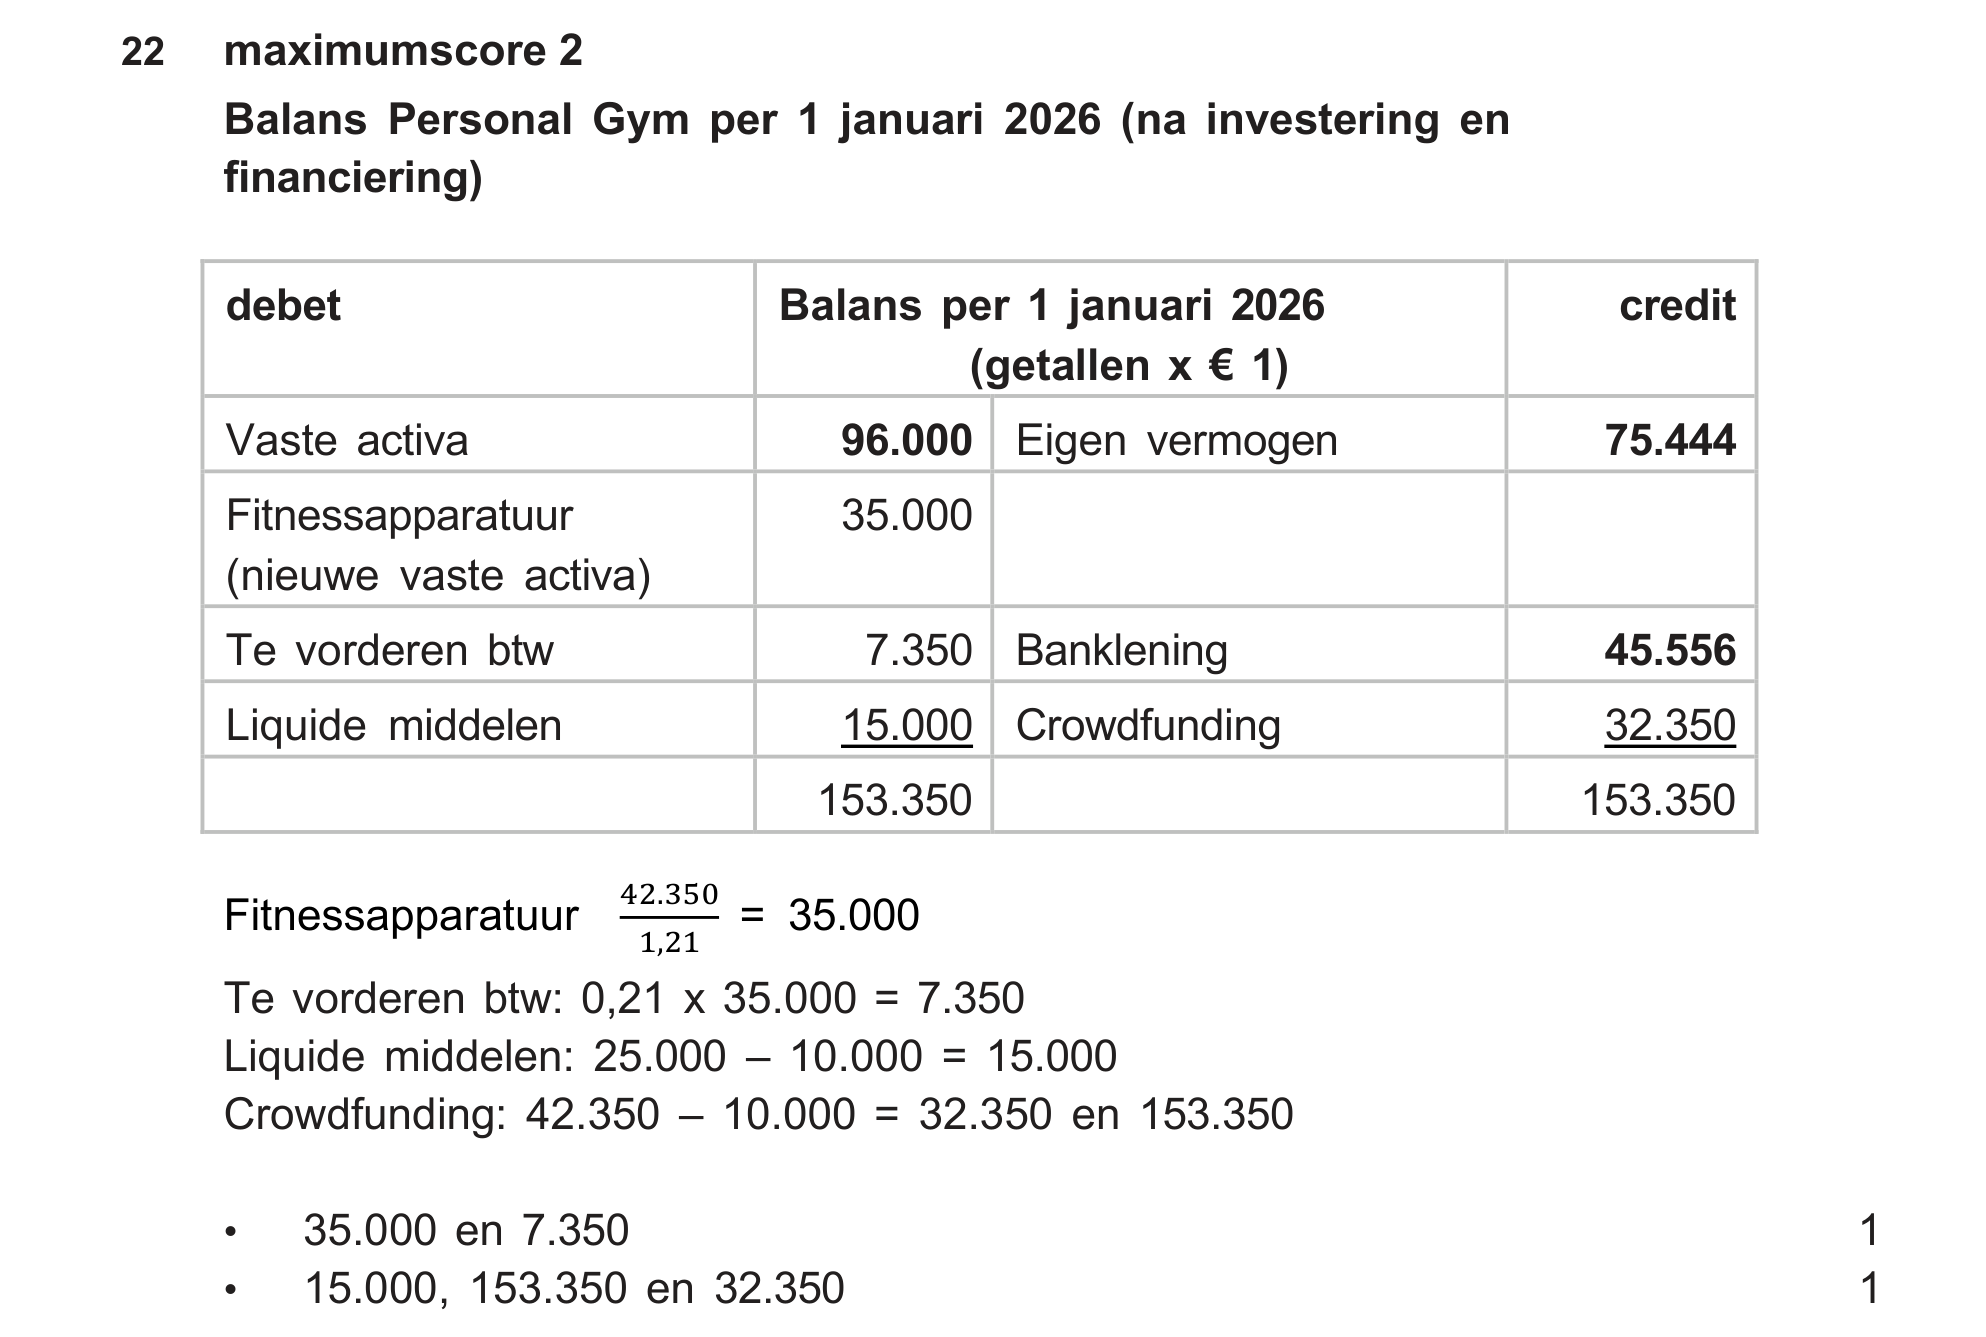 22 maximumscore 2
Balans Personal Gym per 1 januari 2026 (na investering en
financiering)
debet Balans per 1 januari 2026 credit
(getallen x € 1)
Vaste activa 96.000 Eigen vermogen 75.444
Fitnessapparatuur 35.000
(nieuwe vaste activa)
Te vorderen btw 7.350 Banklening 45.556
Liquide middelen 15.000 Crowdfunding 32.350
153.350 153.350
Fitnessapparatuur 42.350 / 1,21 = 35.000
Te vorderen btw: 0,21 x 35.000 = 7.350
Liquide middelen: 25.000 – 10.000 = 15.000
Crowdfunding: 42.350 – 10.000 = 32.350 en 153.350
• 35.000 en 7.350 1
• 15.000, 153.350 en 32.350 1